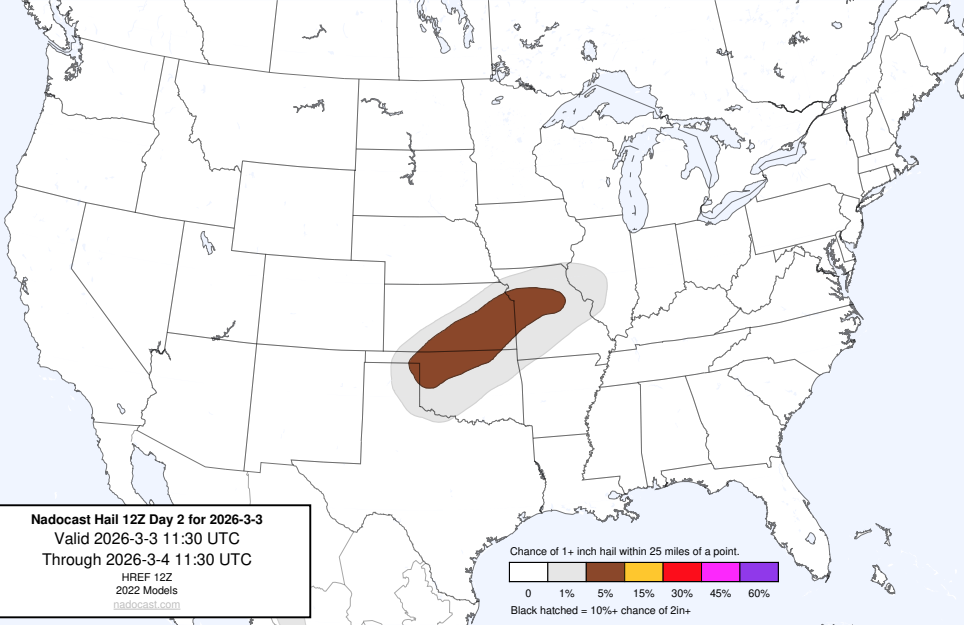 Nadocast Hail 12Z Day 2 for 2026-3-3
Valid 2026-3-3 11:30 UTC
Through 2026-3-4 11:30 UTC
HREF 12Z
2022 Models
nadocast.com
Chance of 1+ inch hail within 25 miles of a point.
0 1% 5% 15% 30% 45% 60%
Black hatched = 10%+ chance of 2in+